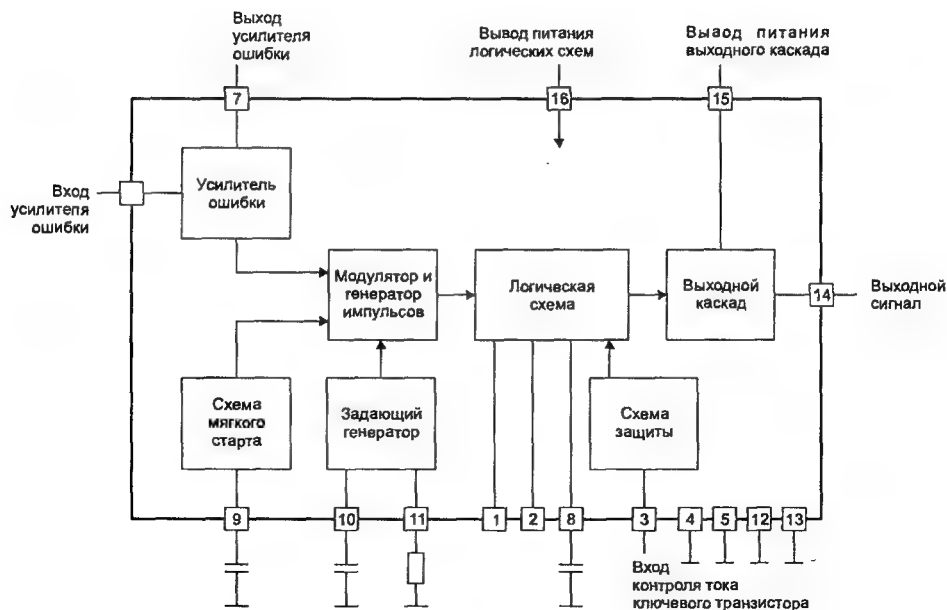 Выход
усилителя
ошибки
Вывод питания
логических схем
Выаод питания
выходного каскада
7
16
15
Вход
усилителя
ошибки
Усилитель
ошибки
Модулятор и
генератор
импульсов
Логическая
схема
Выходной
каскад
14
Выходной
сигнал
Схема
мягкого
старта
Задающий
генератор
Схема
защиты
9
10
11
1
2
8
3
4
5
12
13
Вход
контроля тока
ключевого транзистора